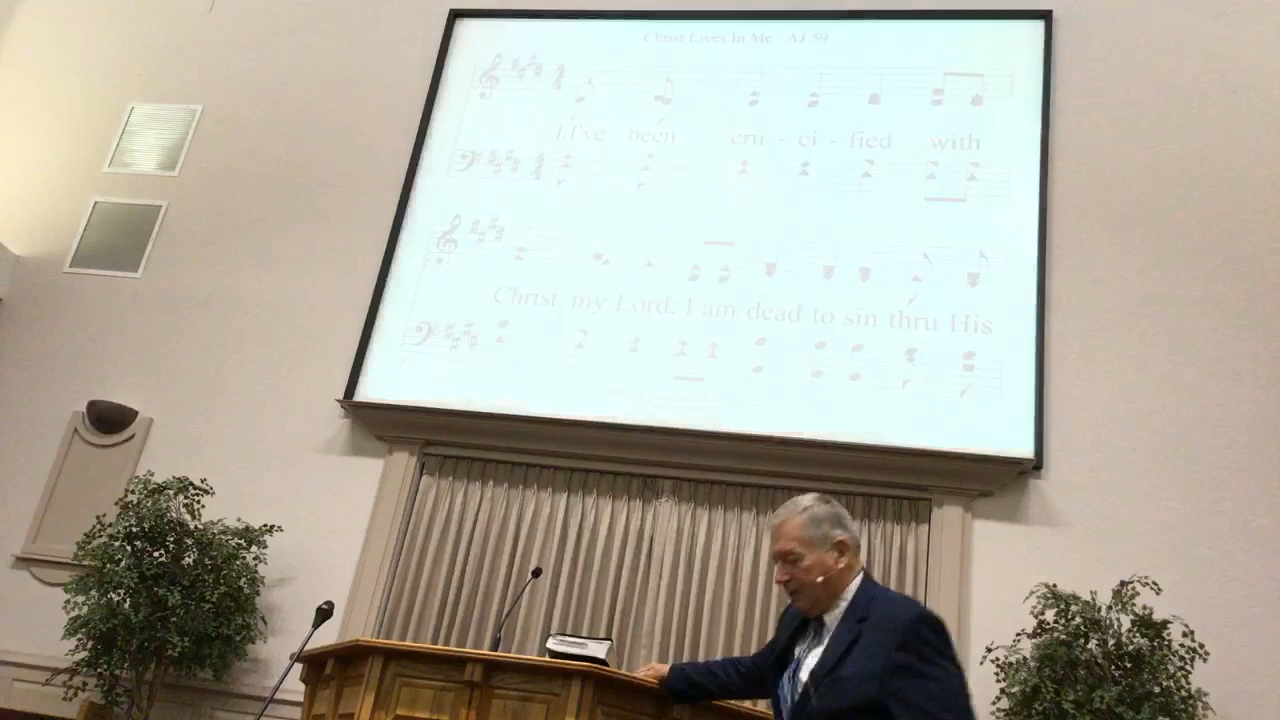 Christ Lives In Me AJ 59
1 I've been cru - ci - fied with
Christ, my Lord; I am dead to sin thru His